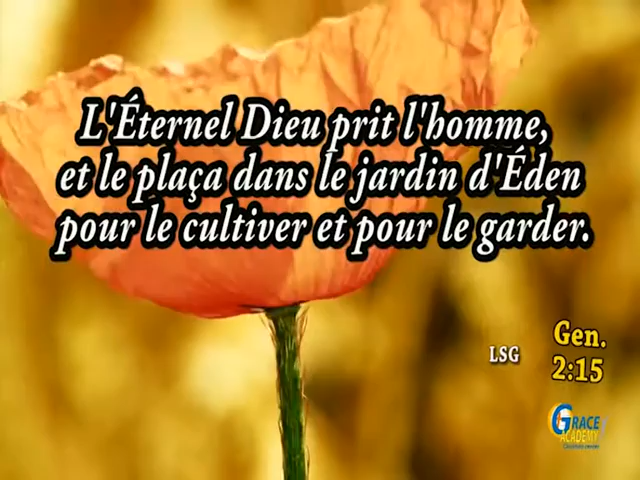 L'Éternel Dieu prit l'homme,
et le plaça dans le jardin d'Éden
pour le cultiver et pour le garder.
LSG
Gen.
2:15
GRACE
ACADEMY